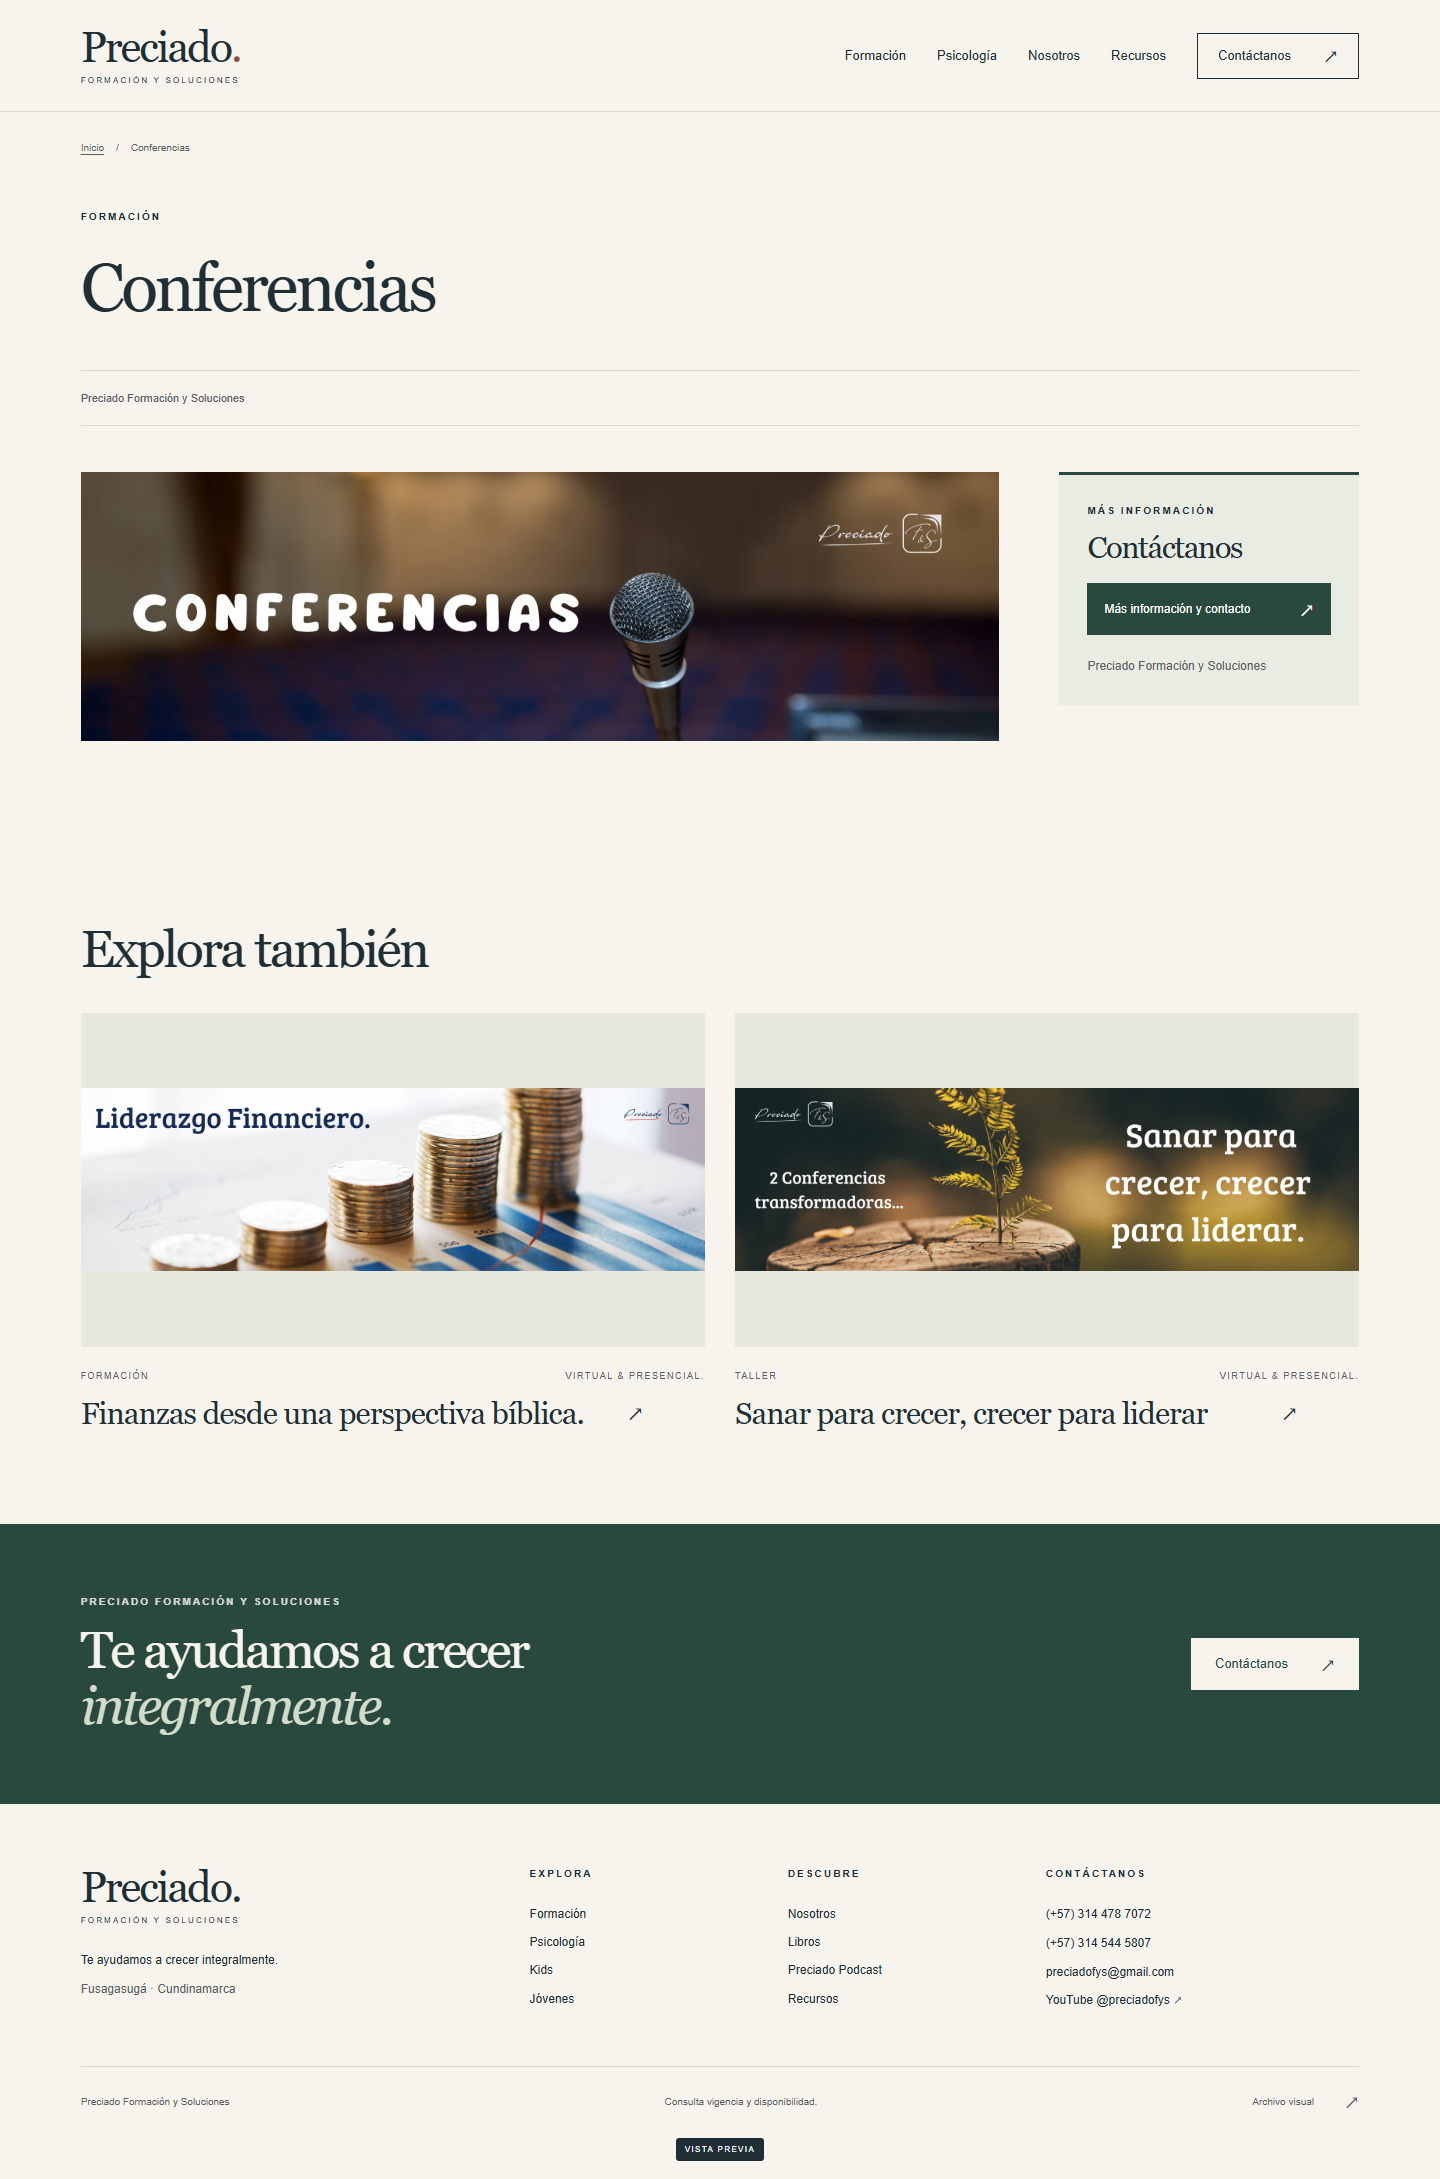 Preciado.
FORMACIÓN Y SOLUCIONES
Formación
Psicología
Nosotros
Recursos
Contáctanos ↗
Inicio / Conferencias
FORMACIÓN
Conferencias
Preciado Formación y Soluciones
Preciado F&S
CONFERENCIAS
MÁS INFORMACIÓN
Contáctanos
Más información y contacto ↗
Preciado Formación y Soluciones
Explora también
Liderazgo Financiero.
Preciado F&S
FORMACIÓN
VIRTUAL & PRESENCIAL.
Finanzas desde una perspectiva bíblica. ↗
Preciado F&S
2 Conferencias
transformadoras...
Sanar para
crecer, crecer
para liderar.
TALLER
VIRTUAL & PRESENCIAL.
Sanar para crecer, crecer para liderar ↗
PRECIADO FORMACIÓN Y SOLUCIONES
Te ayudamos a crecer
integralmente.
Contáctanos ↗
Preciado.
FORMACIÓN Y SOLUCIONES
Te ayudamos a crecer integralmente.
Fusagasugá · Cundinamarca
EXPLORA
Formación
Psicología
Kids
Jóvenes
DESCUBRE
Nosotros
Libros
Preciado Podcast
Recursos
CONTÁCTANOS
(+57) 314 478 7072
(+57) 314 544 5807
preciadofys@gmail.com
YouTube @preciadofys ↗
Preciado Formación y Soluciones
Consulta vigencia y disponibilidad.
Archivo visual ↗
VISTA PREVIA